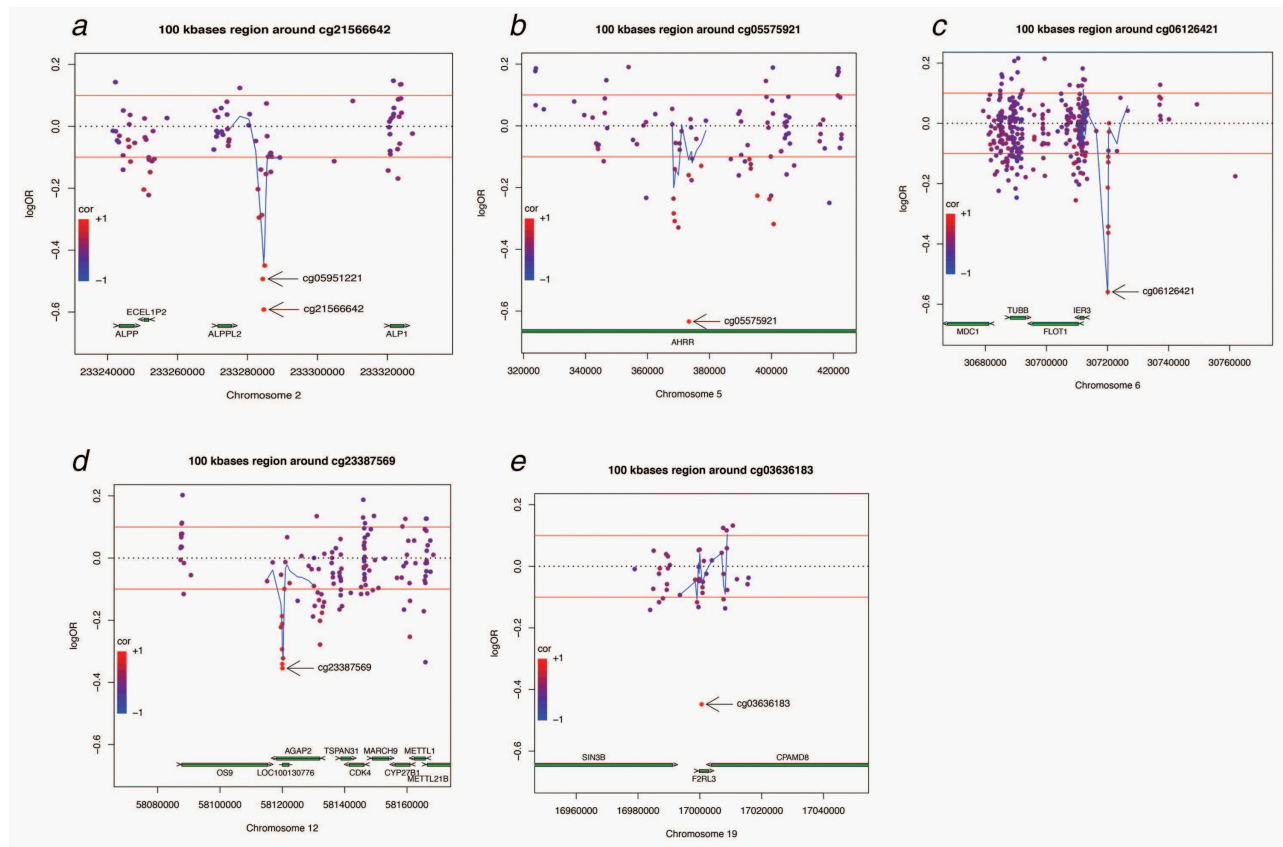 a
100 kbases region around cg21566642
0.2
0.0
−0.2
−0.4
−0.6
logOR
cor
+1
−1
cg05951221
cg21566642
ECEL1P2
ALPP
ALPPL2
ALP1
233240000
233260000
233280000
233300000
233320000
Chromosome 2
b
100 kbases region around cg05575921
0.2
0.0
−0.2
−0.4
−0.6
logOR
cor
+1
−1
cg05575921
AHRR
320000
340000
360000
380000
400000
420000
Chromosome 5
c
100 kbases region around cg06126421
0.2
0.0
−0.2
−0.4
−0.6
logOR
cor
+1
−1
cg06126421
TUBB
IER3
MDC1
FLOT1
30680000
30700000
30720000
30740000
30760000
Chromosome 6
d
100 kbases region around cg23387569
0.2
0.0
−0.2
−0.4
−0.6
logOR
cor
+1
−1
cg23387569
AGAP2
TSPAN31
MARCH9
METTL1
OS9
LOC100130776
CDK4
CYP27B1
METTL21B
58080000
58100000
58120000
58140000
58160000
Chromosome 12
e
100 kbases region around cg03636183
0.2
0.0
−0.2
−0.4
−0.6
logOR
cor
+1
−1
cg03636183
SIN3B
CPAMD8
F2RL3
16960000
16980000
17000000
17020000
17040000
Chromosome 19